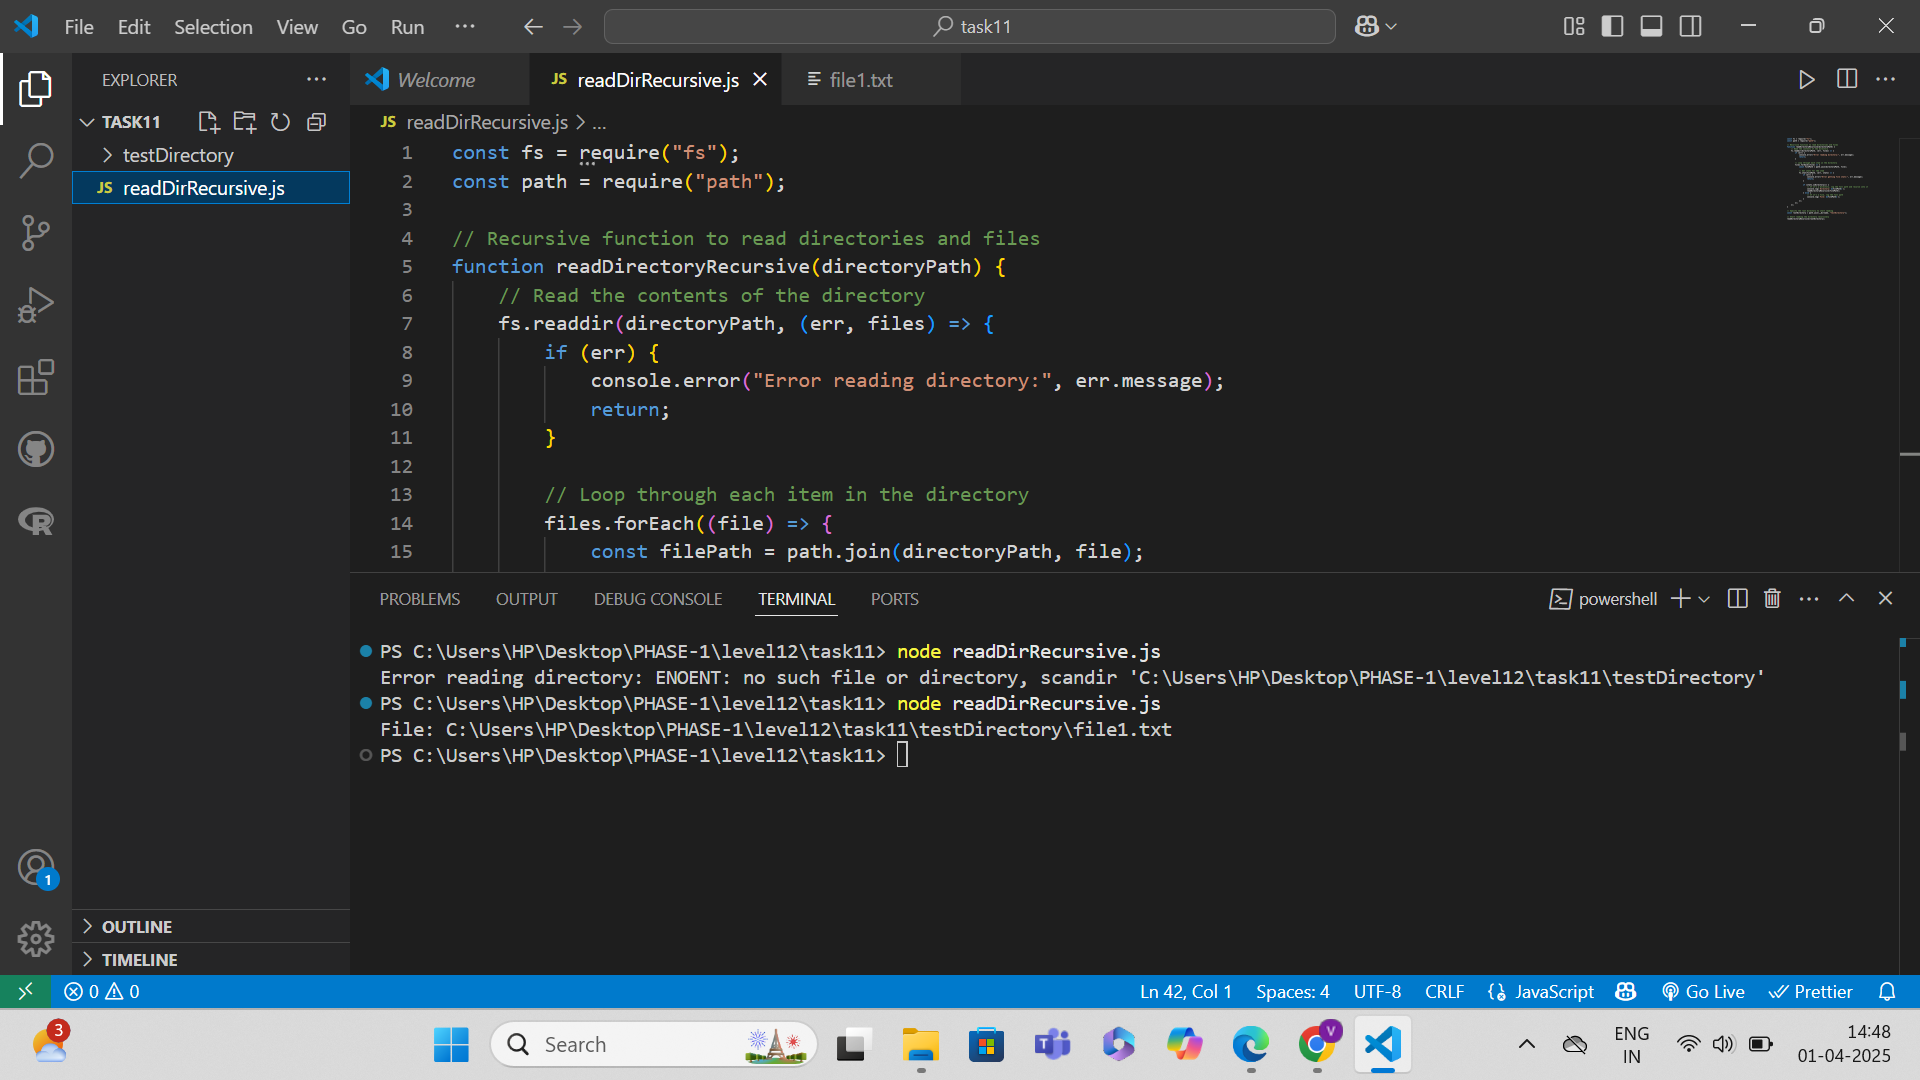 File Edit Selection View Go Run ... task11
EXPLORER ...
Welcome JS readDirRecursive.js file1.txt
TASK11
testDirectory
JS readDirRecursive.js
JS readDirRecursive.js > ...
1 const fs = require("fs");
2 const path = require("path");
3
4 // Recursive function to read directories and files
5 function readDirectoryRecursive(directoryPath) {
6 // Read the contents of the directory
7 fs.readdir(directoryPath, (err, files) => {
8 if (err) {
9 console.error("Error reading directory:", err.message);
10 return;
11 }
12
13 // Loop through each item in the directory
14 files.forEach((file) => {
15 const filePath = path.join(directoryPath, file);
PROBLEMS OUTPUT DEBUG CONSOLE TERMINAL PORTS
powershell
PS C:\Users\HP\Desktop\PHASE-1\level12\task11> node readDirRecursive.js
Error reading directory: ENOENT: no such file or directory, scandir 'C:\Users\HP\Desktop\PHASE-1\level12\task11\testDirectory'
PS C:\Users\HP\Desktop\PHASE-1\level12\task11> node readDirRecursive.js
File: C:\Users\HP\Desktop\PHASE-1\level12\task11\testDirectory\file1.txt
PS C:\Users\HP\Desktop\PHASE-1\level12\task11>
1
OUTLINE
TIMELINE
0 0
Ln 42, Col 1 Spaces: 4 UTF-8 CRLF JavaScript Go Live Prettier
3
Search
V
ENG
IN
14:48
01-04-2025